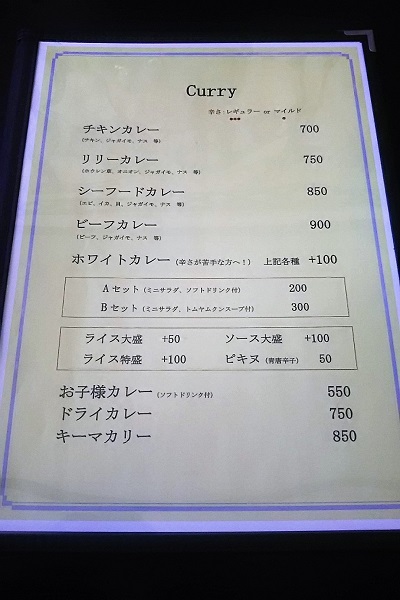 Curry
辛さ:レギュラー or マイルド
チキンカレー 700
(チキン、ジャガイモ、ナス 等)
リリーカレー 750
(ホウレン草、オニオン、ジャガイモ、ナス 等)
シーフードカレー 850
(エビ、イカ、貝、ジャガイモ、ナス 等)
ビーフカレー 900
(ビーフ、ジャガイモ、ナス 等)
ホワイトカレー(辛さが苦手な方へ!) 上記各種 +100
Aセット(ミニサラダ、ソフトドリンク付) 200
Bセット(ミニサラダ、トムヤムクンスープ付) 300
ライス大盛 +50 ソース大盛 +100
ライス特盛 +100 ピキヌ (青唐辛子) 50
お子様カレー(ソフトドリンク付) 550
ドライカレー 750
キーマカリー 850